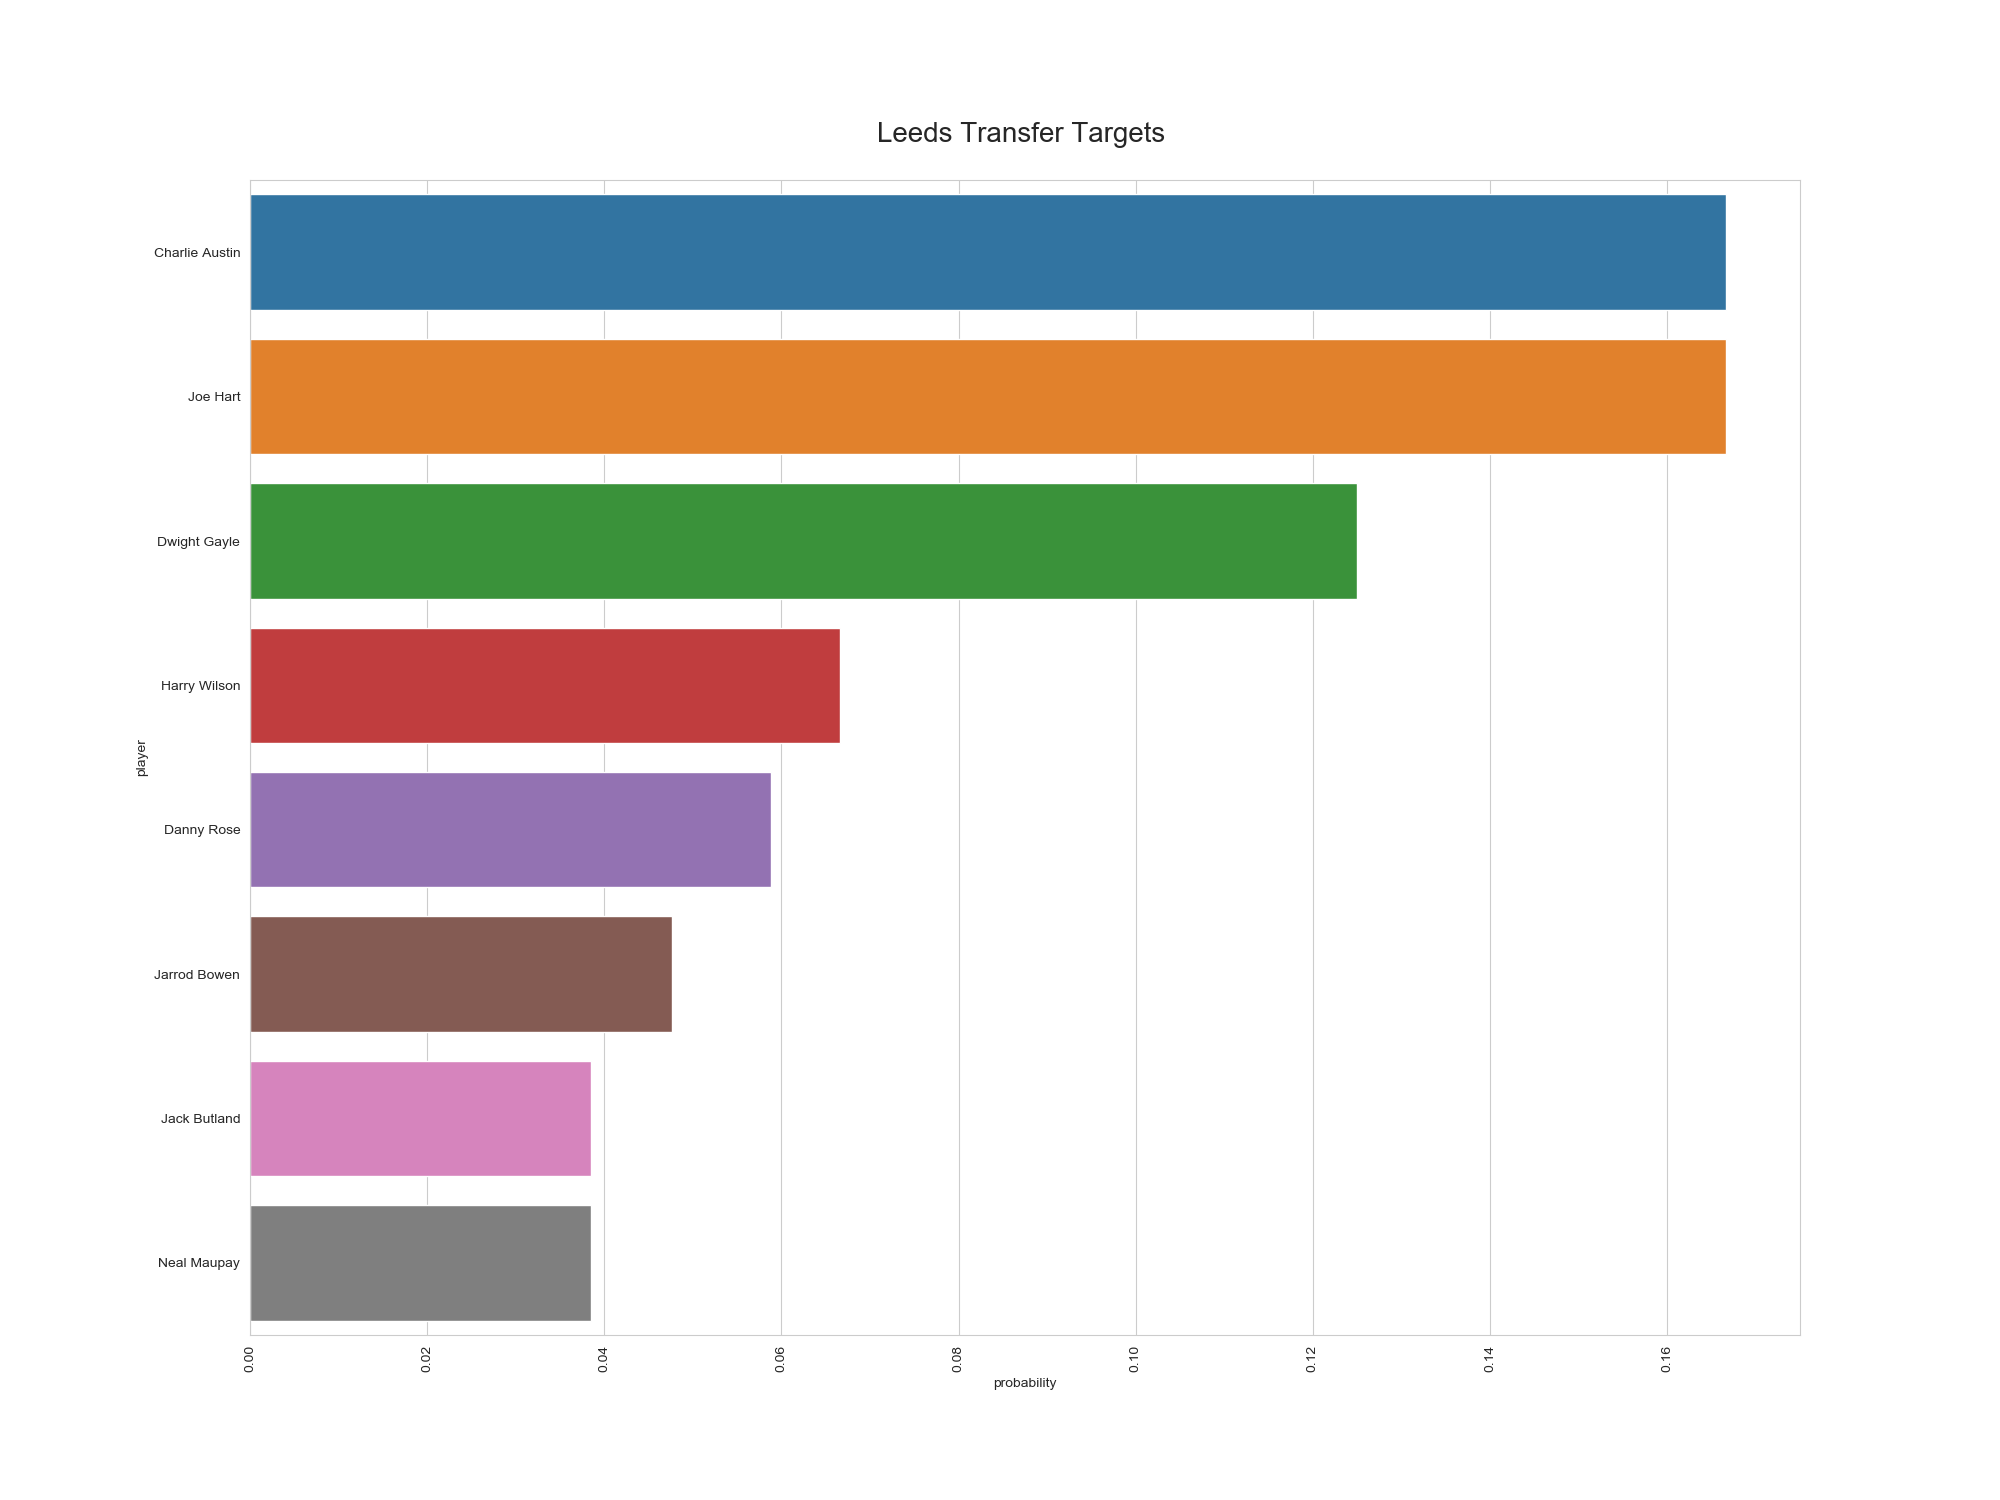 Leeds Transfer Targets
Charlie Austin
Joe Hart
Dwight Gayle
Harry Wilson
player
Danny Rose
Jarrod Bowen
Jack Butland
Neal Maupay
0.00
0.02
0.04
0.06
0.08
0.10
0.12
0.14
0.16
probability